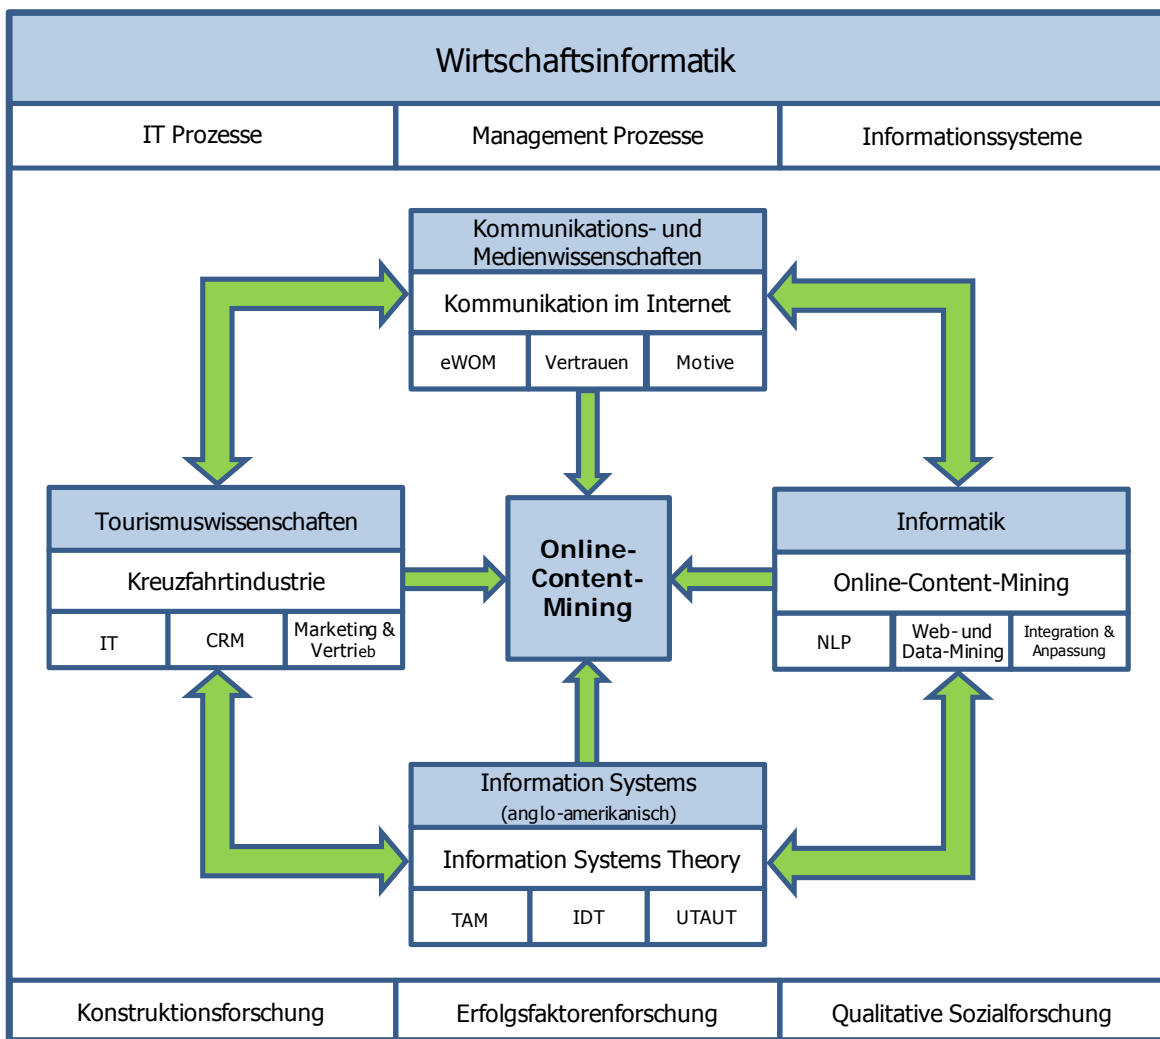 Wirtschaftsinformatik
IT Prozesse
Management Prozesse
Informationssysteme
Kommunikations- und
Medienwissenschaften
Kommunikation im Internet
eWOM
Vertrauen
Motive
Tourismuswissenschaften
Kreuzfahrtindustrie
IT
CRM
Marketing &
Vertrieb
Online-
Content-
Mining
Informatik
Online-Content-Mining
NLP
Web- und
Data-Mining
Integration &
Anpassung
Information Systems
(anglo-amerikanisch)
Information Systems Theory
TAM
IDT
UTAUT
Konstruktionsforschung
Erfolgsfaktorenforschung
Qualitative Sozialforschung